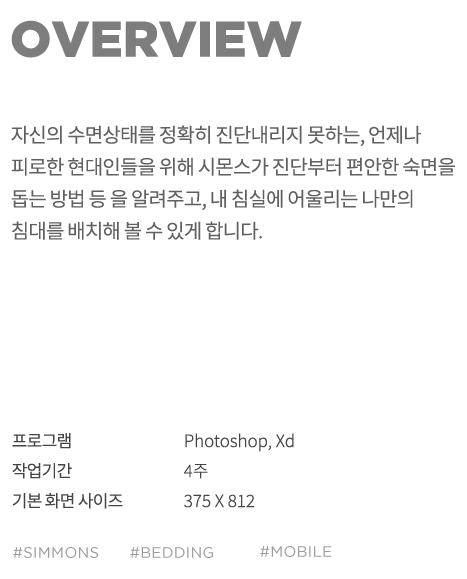 OVERVIEW
자신의 수면상태를 정확히 진단내리지 못하는, 언제나
피로한 현대인들을 위해 시몬스가 진단부터 편안한 숙면을
돕는 방법 등 을 알려주고, 내 침실에 어울리는 나만의
침대를 배치해 볼 수 있게 합니다.
프로그램 Photoshop, Xd
작업기간 4주
기본 화면 사이즈 375 X 812
#SIMMONS #BEDDING #MOBILE